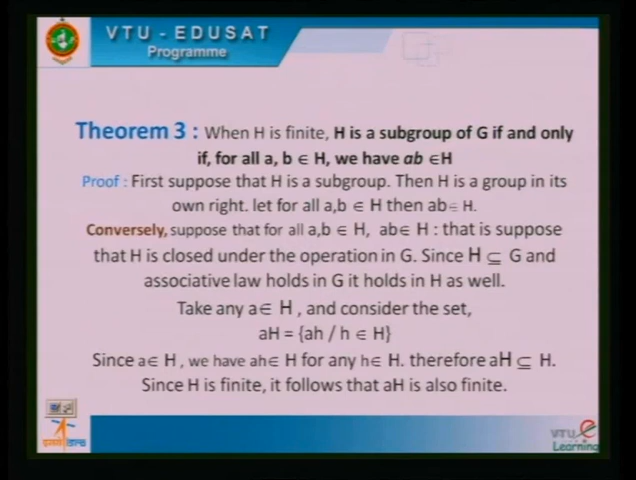 VTU - EDUSAT
Programme
Theorem 3 : When H is finite, H is a subgroup of G if and only
if, for all a, b ∈ H, we have ab ∈H
Proof : First suppose that H is a subgroup. Then H is a group in its
own right. let for all a,b ∈ H then ab∈ H.
Conversely, suppose that for all a,b ∈ H, ab∈ H : that is suppose
that H is closed under the operation in G. Since H ⊆ G and
associative law holds in G it holds in H as well.
Take any a∈ H , and consider the set,
aH = {ah / h ∈ H}
Since a∈ H , we have ah∈ H for any h∈ H. therefore aH ⊆ H.
Since H is finite, it follows that aH is also finite.
VTU e
Learning